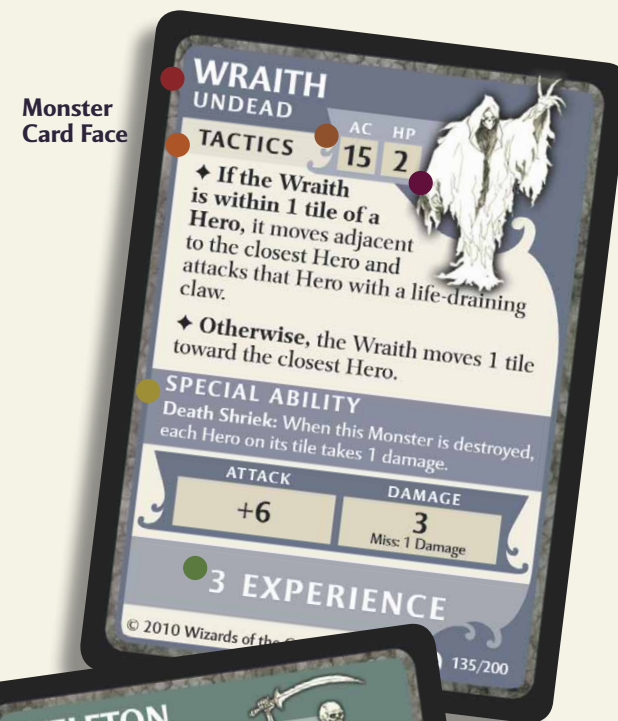 Monster
Card Face
WRAITH
UNDEAD
AC HP
TACTICS
15 2
✦ If the Wraith
is within 1 tile of a
Hero, it moves adjacent
to the closest Hero and
attacks that Hero with a life-draining
claw.
✦ Otherwise, the Wraith moves 1 tile
toward the closest Hero.
SPECIAL ABILITY
Death Shriek: When this Monster is destroyed,
each Hero on its tile takes 1 damage.
ATTACK DAMAGE
+6 3
Miss: 1 Damage
3 EXPERIENCE
© 2010 Wizards of the
135/200